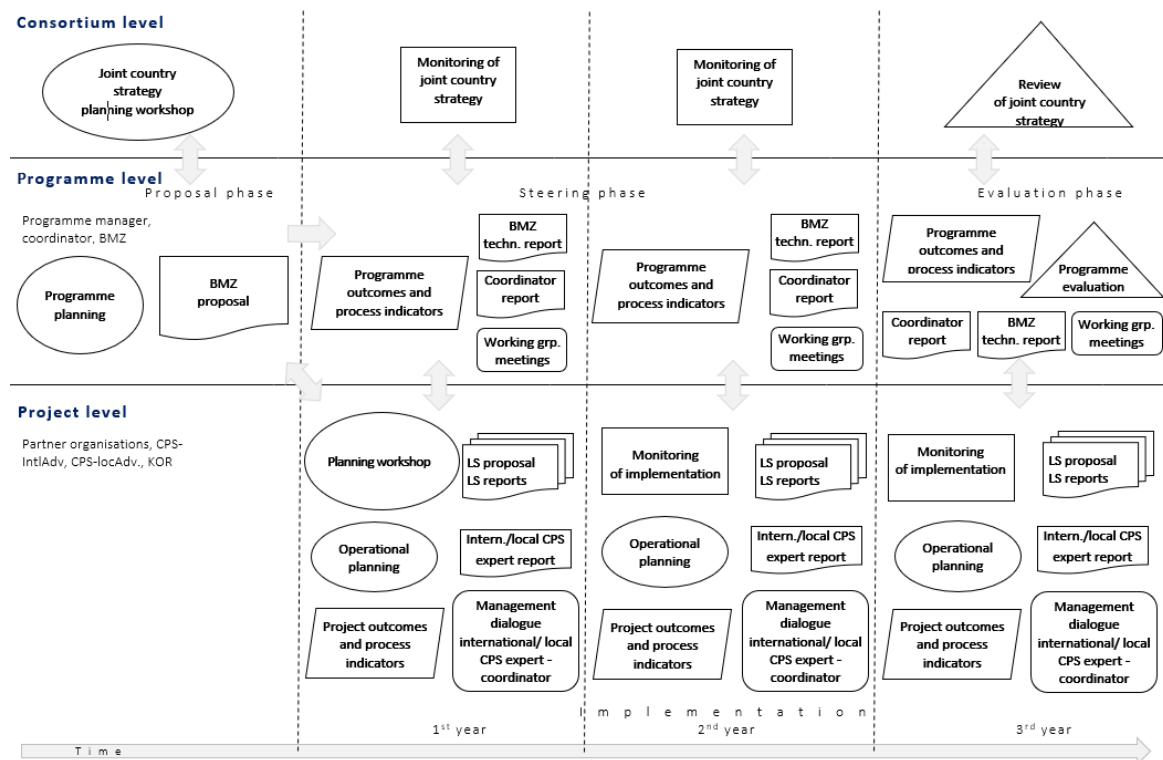 Consortium level
Joint country
strategy
planning workshop
Monitoring of
joint country
strategy
Monitoring of
joint country
strategy
Review
of joint country
strategy
Programme level
Proposal phase
Steering phase
Evaluation phase
Programme manager,
coordinator, BMZ
Programme
planning
BMZ
proposal
Programme
outcomes and
process indicators
BMZ
techn. report
Coordinator
report
Working grp.
meetings
Programme
outcomes and
process indicators
BMZ
techn. report
Coordinator
report
Working grp.
meetings
Programme
outcomes and
process indicators
Programme
evaluation
Coordinator
report
BMZ
techn. report
Working grp.
meetings
Project level
Partner organisations, CPS-
IntlAdv, CPS-locAdv., KOR
Planning workshop
LS proposal
LS reports
Operational
planning
Intern./local CPS
expert report
Project outcomes
and process
indicators
Management
dialogue
international/ local
CPS expert -
coordinator
Monitoring
of implementation
LS proposal
LS reports
Operational
planning
Intern./local CPS
expert report
Project outcomes
and process
indicators
Management
dialogue
international/ local
CPS expert -
coordinator
Monitoring
of implementation
LS proposal
LS reports
Operational
planning
Intern./local CPS
expert report
Project outcomes
and process
indicators
Management
dialogue
international/ local
CPS expert -
coordinator
Implementation
1st year
2nd year
3rd year
Time